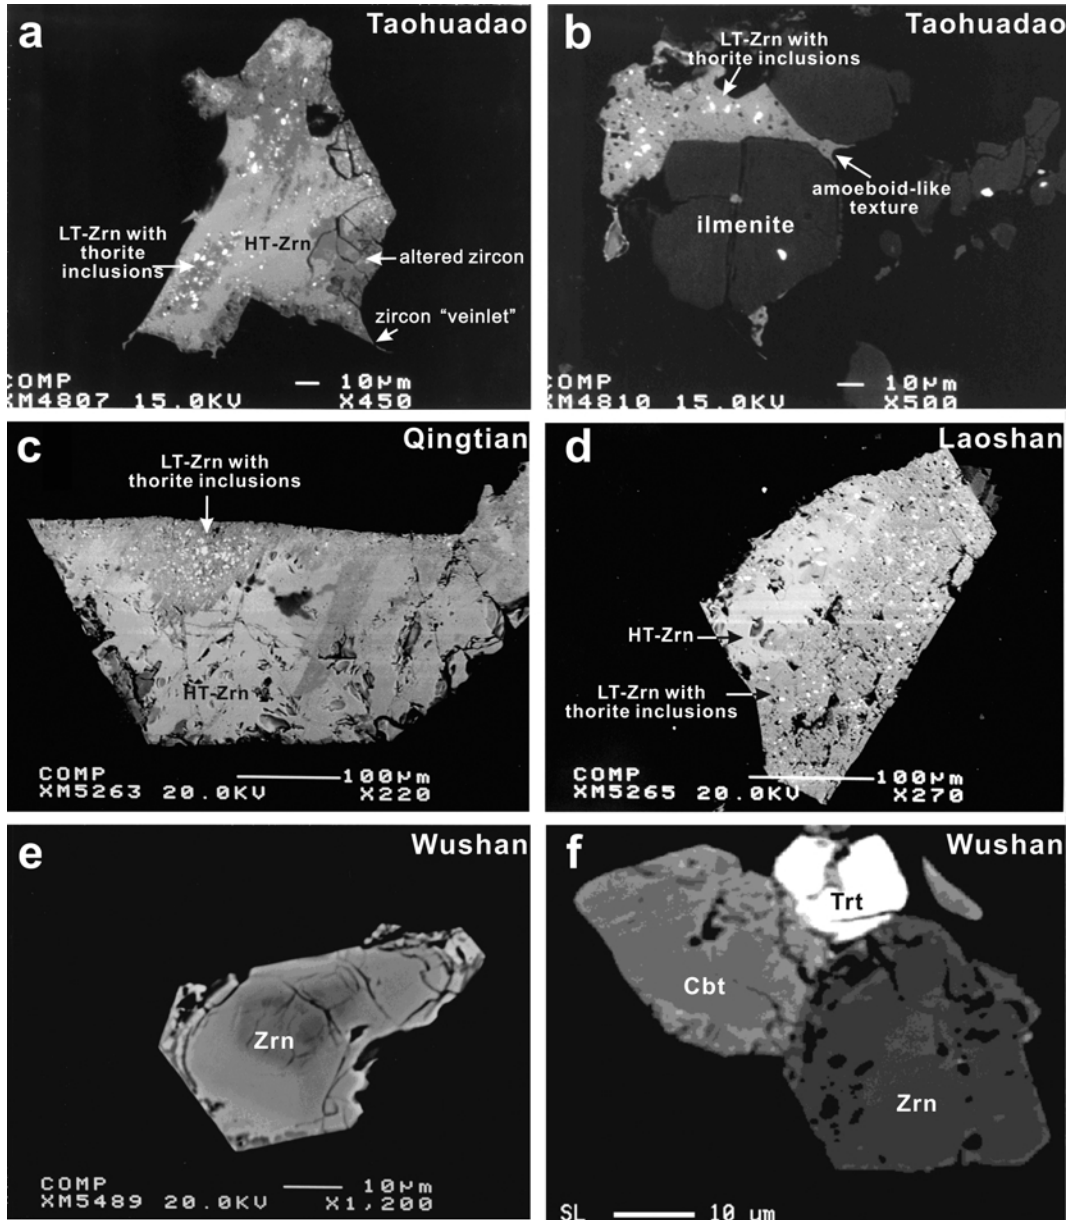 a
Taohuadao
LT-Zrn with
thorite
inclusions
HT-Zrn
altered zircon
zircon "veinlet"
COMP 10μm
XM4807 15.0KV X450
b
Taohuadao
LT-Zrn with
thorite inclusions
amoeboid-like
texture
ilmenite
COMP 10μm
XM4810 15.0KV X500
c
Qingtian
LT-Zrn with
thorite inclusions
HT-Zrn
COMP 100μm
XM5263 20.0KV X220
d
Laoshan
HT-Zrn
LT-Zrn with
thorite inclusions
COMP 100μm
XM5265 20.0KV X270
e
Wushan
Zrn
COMP 10μm
XM5489 20.0KV X1,200
f
Wushan
Trt
Cbt
Zrn
SL 10 μm